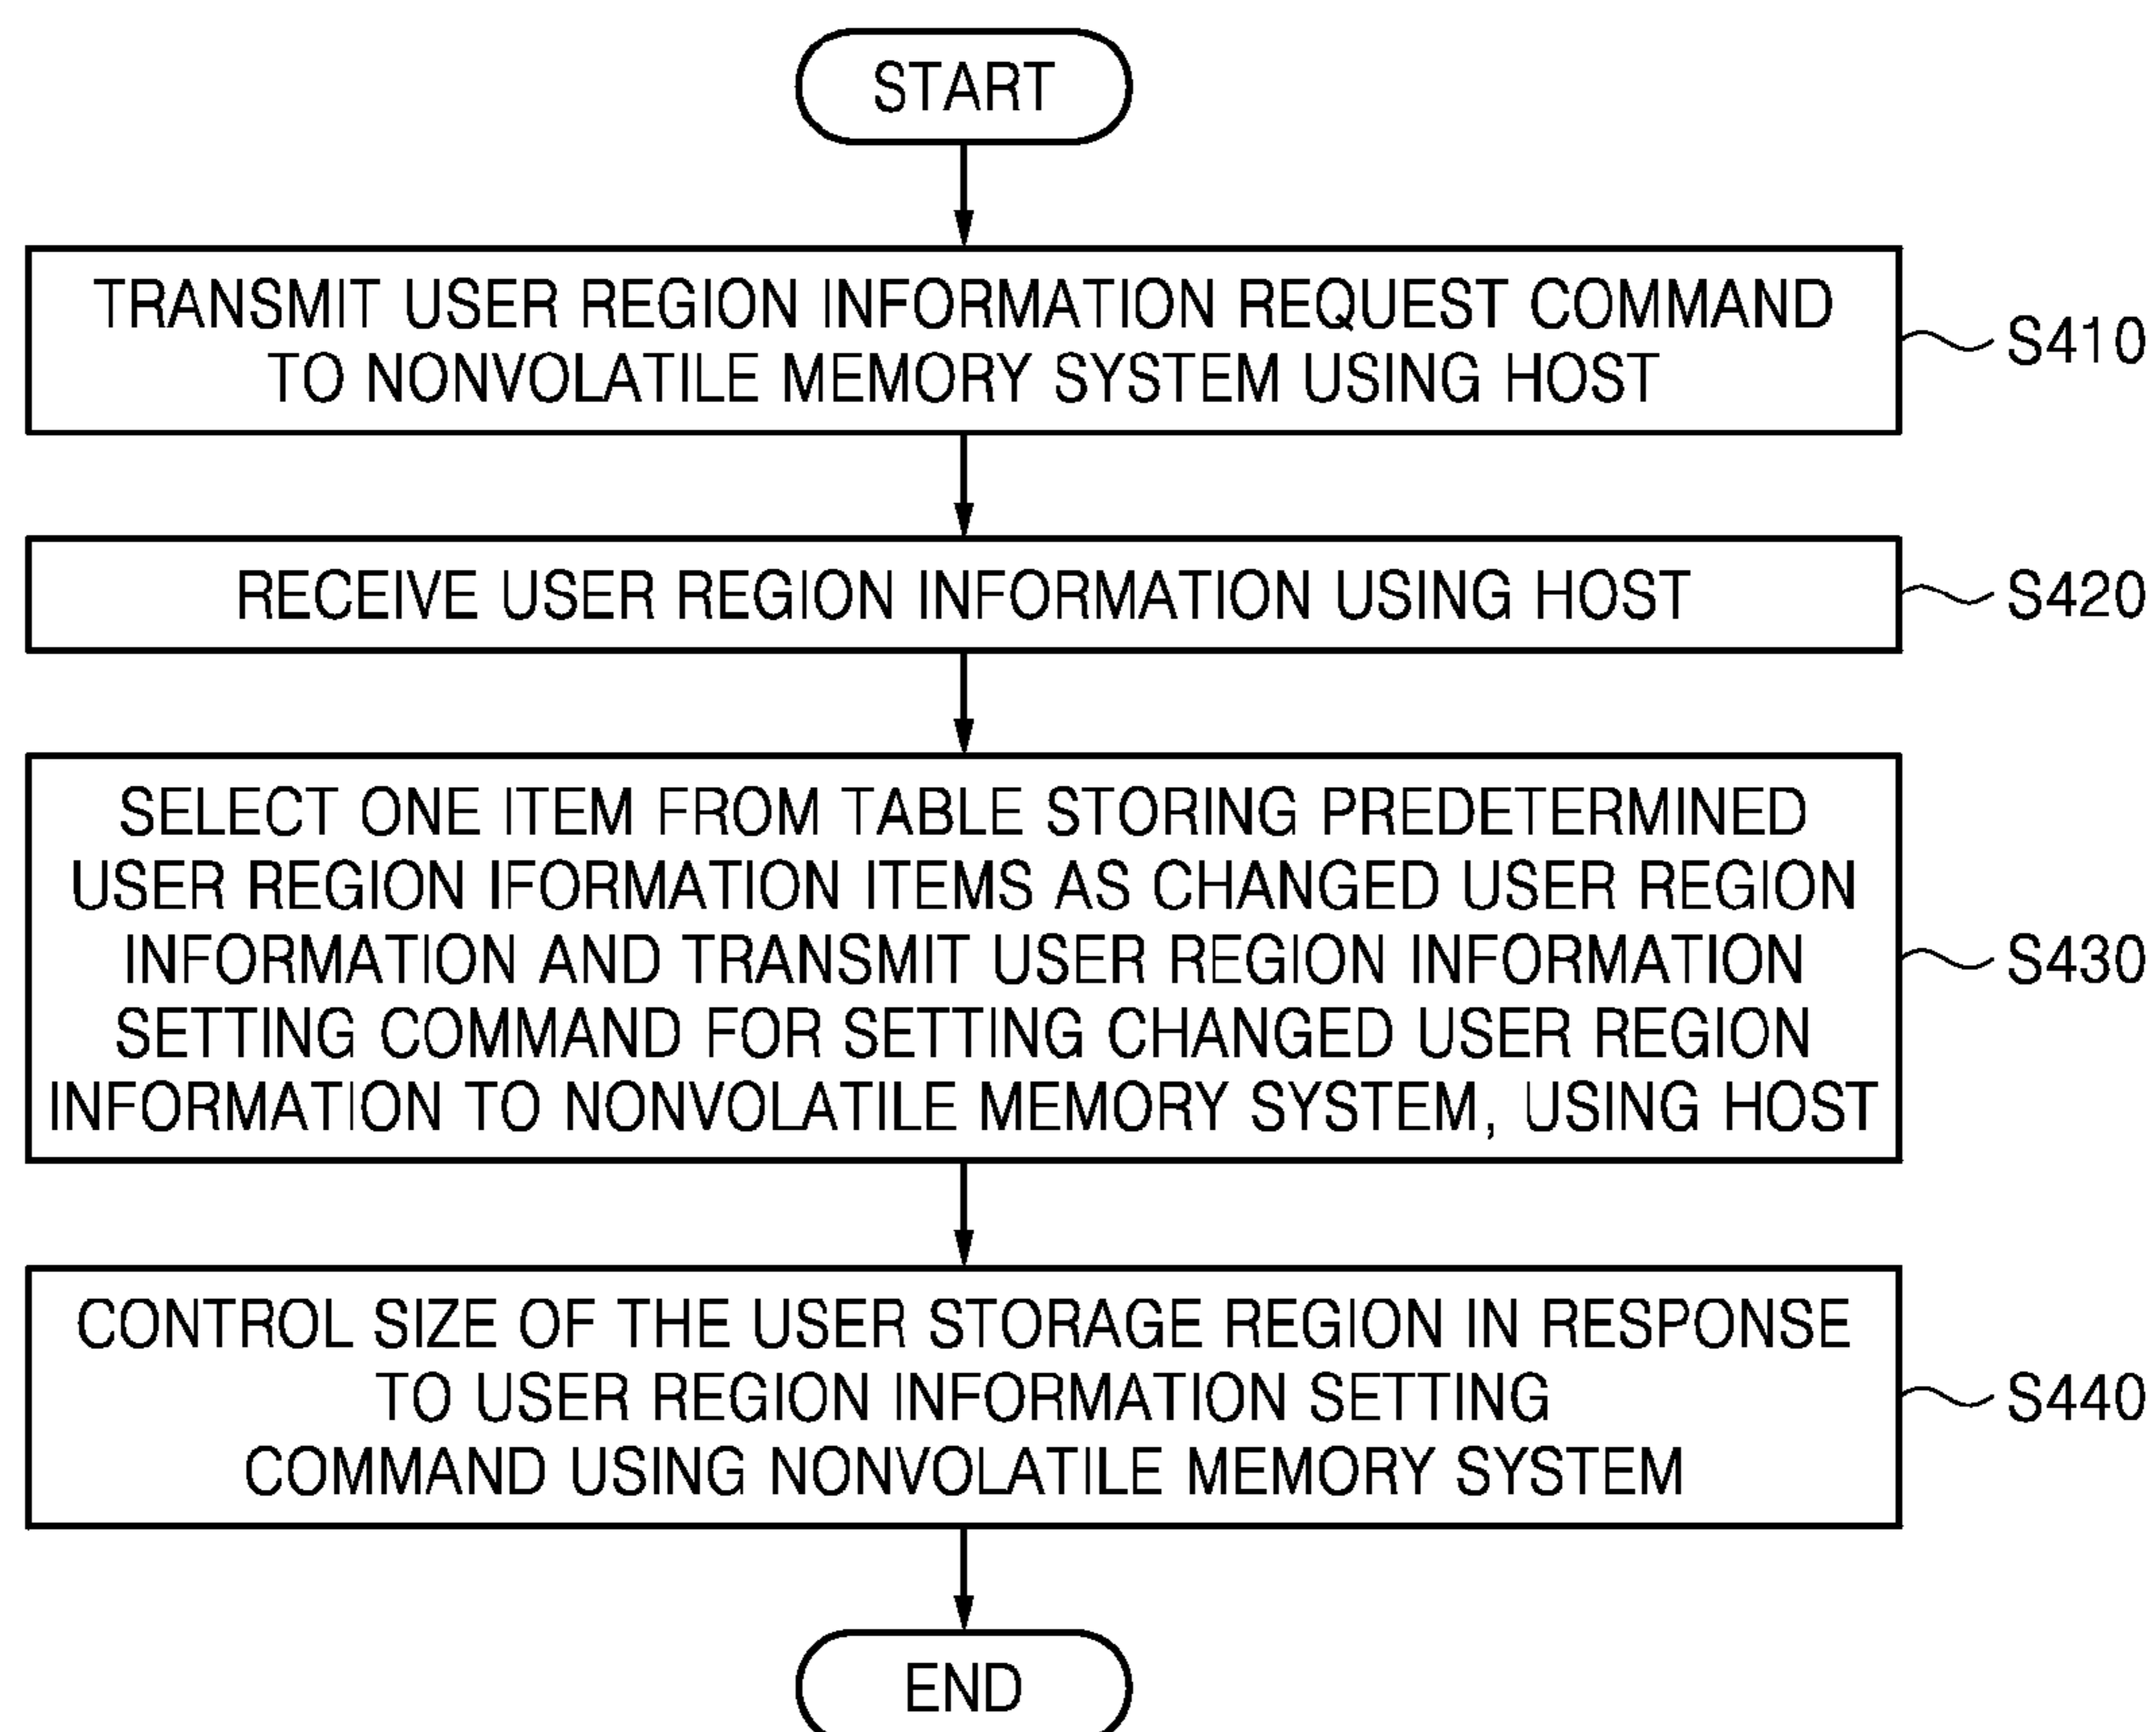 START
TRANSMIT USER REGION INFORMATION REQUEST COMMAND
TO NONVOLATILE MEMORY SYSTEM USING HOST
S410
RECEIVE USER REGION INFORMATION USING HOST
S420
SELECT ONE ITEM FROM TABLE STORING PREDETERMINED
USER REGION IFORMATION ITEMS AS CHANGED USER REGION
INFORMATION AND TRANSMIT USER REGION INFORMATION
SETTING COMMAND FOR SETTING CHANGED USER REGION
INFORMATION TO NONVOLATILE MEMORY SYSTEM, USING HOST
S430
CONTROL SIZE OF THE USER STORAGE REGION IN RESPONSE
TO USER REGION INFORMATION SETTING
COMMAND USING NONVOLATILE MEMORY SYSTEM
S440
END